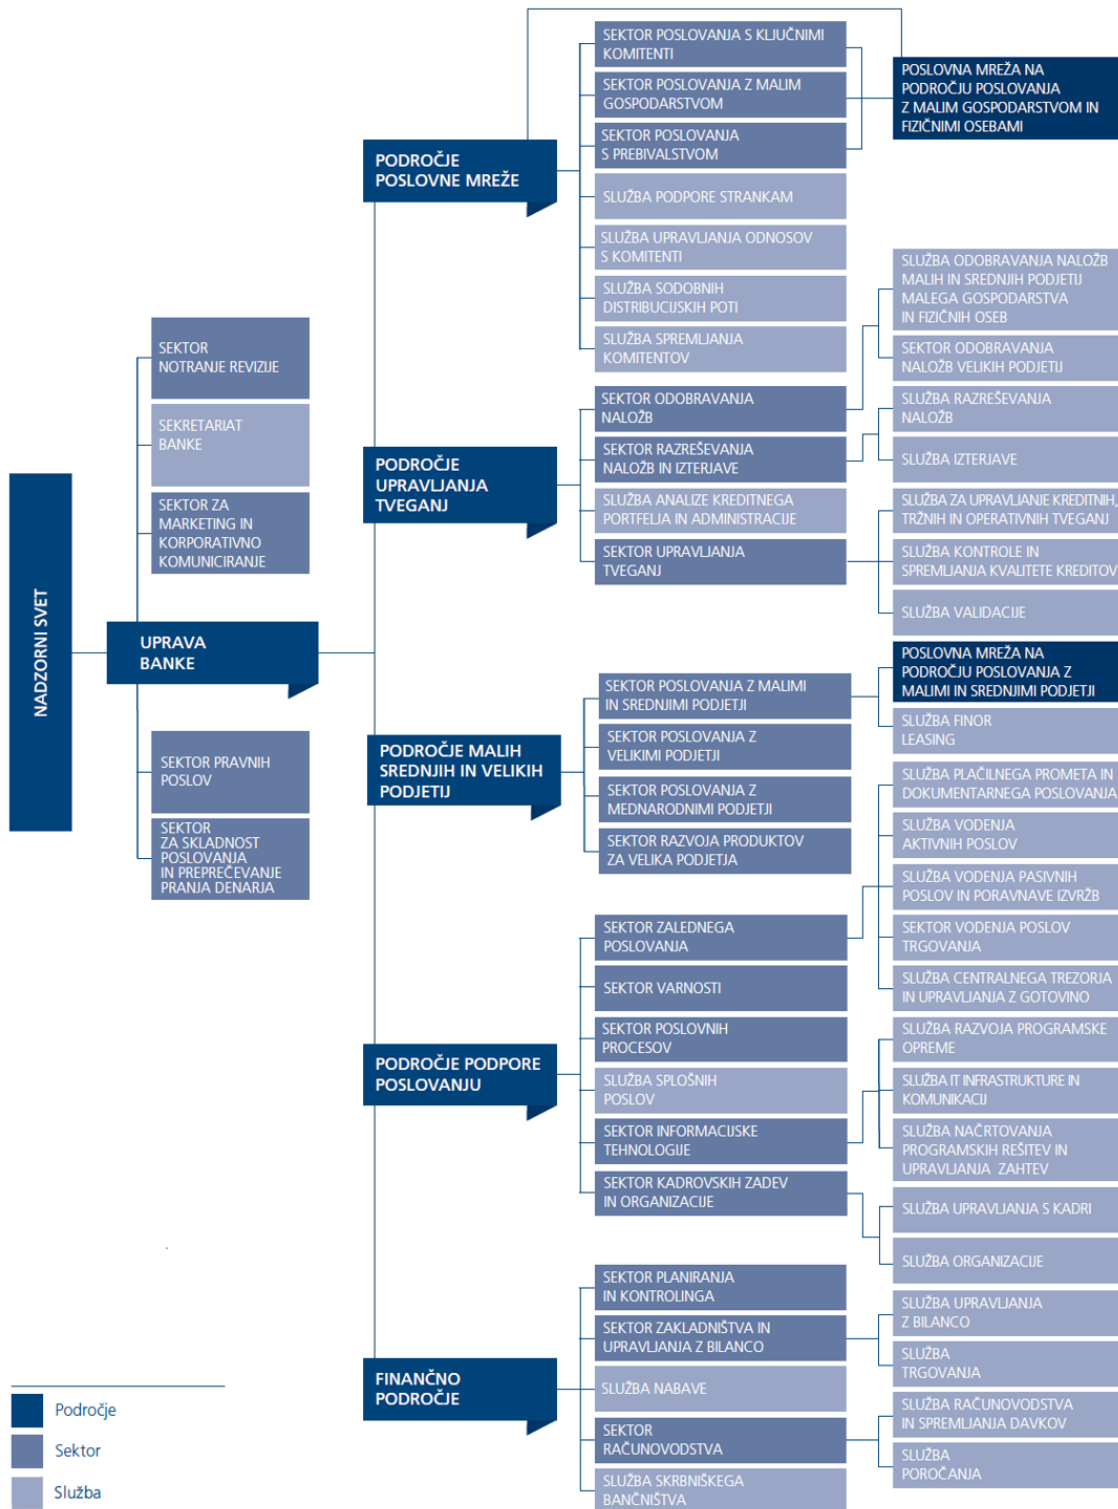 NADZORNI SVET
SEKTOR
NOTRANJE REVIZIJE
SEKRETARIAT
BANKE
SEKTOR ZA
MARKETING IN
KORPORATIVNO
KOMUNICIRANJE
UPRAVA
BANKE
SEKTOR PRAVNIH
POSLOV
SEKTOR
ZA SKLADNOST
POSLOVANJA
IN PREPREČEVANJE
PRANJA DENARJA
PODROČJE
POSLOVNE MREŽE
SEKTOR POSLOVANJA S KLJUČNIMI
KOMITENTI
SEKTOR POSLOVANJA Z MALIM
GOSPODARSTVOM
SEKTOR POSLOVANJA
S PREBIVALSTVOM
SLUŽBA PODPORE STRANKAM
SLUŽBA UPRAVLJANJA ODNOSOV
S KOMITENTI
SLUŽBA SODOBNIH
DISTRIBUCIJSKIH POTI
SLUŽBA SPREMLJANJA
KOMITENTOV
POSLOVNA MREŽA NA
PODROČJU POSLOVANJA
Z MALIM GOSPODARSTVOM IN
FIZIČNIMI OSEBAMI
PODROČJE
UPRAVLJANJA
TVEGANJ
SEKTOR ODOBRAVANJA
NALOŽB
SEKTOR RAZREŠEVANJA
NALOŽB IN IZTERJAVE
SLUŽBA ANALIZE KREDITNEGA
PORTFELJA IN ADMINISTRACIJE
SEKTOR UPRAVLJANJA
TVEGANJ
SLUŽBA ODOBRAVANJA NALOŽB
MALIH IN SREDNJIH PODJETIJ
MALEGA GOSPODARSTVA
IN FIZIČNIH OSEB
SEKTOR ODOBRAVANJA
NALOŽB VELIKIH PODJETIJ
SLUŽBA RAZREŠEVANJA
NALOŽB
SLUŽBA IZTERJAVE
SLUŽBA ZA UPRAVLJANJE KREDITNIH,
TRŽNIH IN OPERATIVNIH TVEGANJ
SLUŽBA KONTROLE IN
SPREMLJANJA KVALITETE KREDITOV
SLUŽBA VALIDACIJE
PODROČJE MALIH
SREDNJIH IN VELIKIH
PODJETIJ
SEKTOR POSLOVANJA Z MALIMI
IN SREDNJIMI PODJETJI
SEKTOR POSLOVANJA Z
VELIKIMI PODJETJI
SEKTOR POSLOVANJA Z
MEDNARODNIMI PODJETJI
SEKTOR RAZVOJA PRODUKTOV
ZA VELIKA PODJETJA
POSLOVNA MREŽA NA
PODROČJU POSLOVANJA Z
MALIMI IN SREDNJIMI PODJETJI
SLUŽBA FINOR
LEASING
PODROČJE PODPORE
POSLOVANJU
SEKTOR ZALEDNEGA
POSLOVANJA
SEKTOR VARNOSTI
SEKTOR POSLOVNIH
PROCESOV
SLUŽBA SPLOŠNIH
POSLOV
SEKTOR INFORMACIJSKE
TEHNOLOGIJE
SEKTOR KADROVSKIH ZADEV
IN ORGANIZACIJE
SLUŽBA PLAČILNEGA PROMETA IN
DOKUMENTARNEGA POSLOVANJA
SLUŽBA VODENJA
AKTIVNIH POSLOV
SLUŽBA VODENJA PASIVNIH
POSLOV IN PORAVNAVE IZVRŽB
SEKTOR VODENJA POSLOV
TRGOVANJA
SLUŽBA CENTRALNEGA TREZORJA
IN UPRAVLJANJA Z GOTOVINO
SLUŽBA RAZVOJA PROGRAMSKE
OPREME
SLUŽBA IT INFRASTRUKTURE IN
KOMUNIKACIJ
SLUŽBA NAČRTOVANJA
PROGRAMSKIH REŠITEV IN
UPRAVLJANJA ZAHTEV
SLUŽBA UPRAVLJANJA S KADRI
SLUŽBA ORGANIZACIJE
FINANČNO
PODROČJE
SEKTOR PLANIRANJA
IN KONTROLINGA
SEKTOR ZAKLADNIŠTVA IN
UPRAVLJANJA Z BILANCO
SLUŽBA NABAVE
SEKTOR
RAČUNOVODSTVA
SLUŽBA SKRBNIŠKEGA
BANČNIŠTVA
SLUŽBA UPRAVLJANJA
Z BILANCO
SLUŽBA
TRGOVANJA
SLUŽBA RAČUNOVODSTVA
IN SPREMLJANJA DAVKOV
SLUŽBA
POROČANJA
Področje
Sektor
Služba